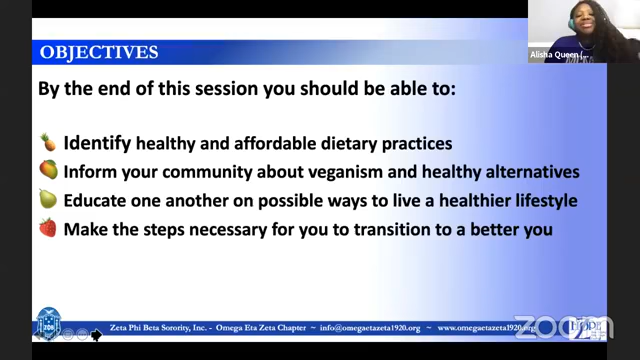 OBJECTIVES
Alisha Queen (...
By the end of this session you should be able to:
Identify healthy and affordable dietary practices
Inform your community about veganism and healthy alternatives
Educate one another on possible ways to live a healthier lifestyle
Make the steps necessary for you to transition to a better you
ZΦB
Zeta Phi Beta Sorority, Inc. - Omega Eta Zeta Chapter ~ info@omegaetazeta1920.org ~ www.omegaetazeta1920.org
HOPE
zoom